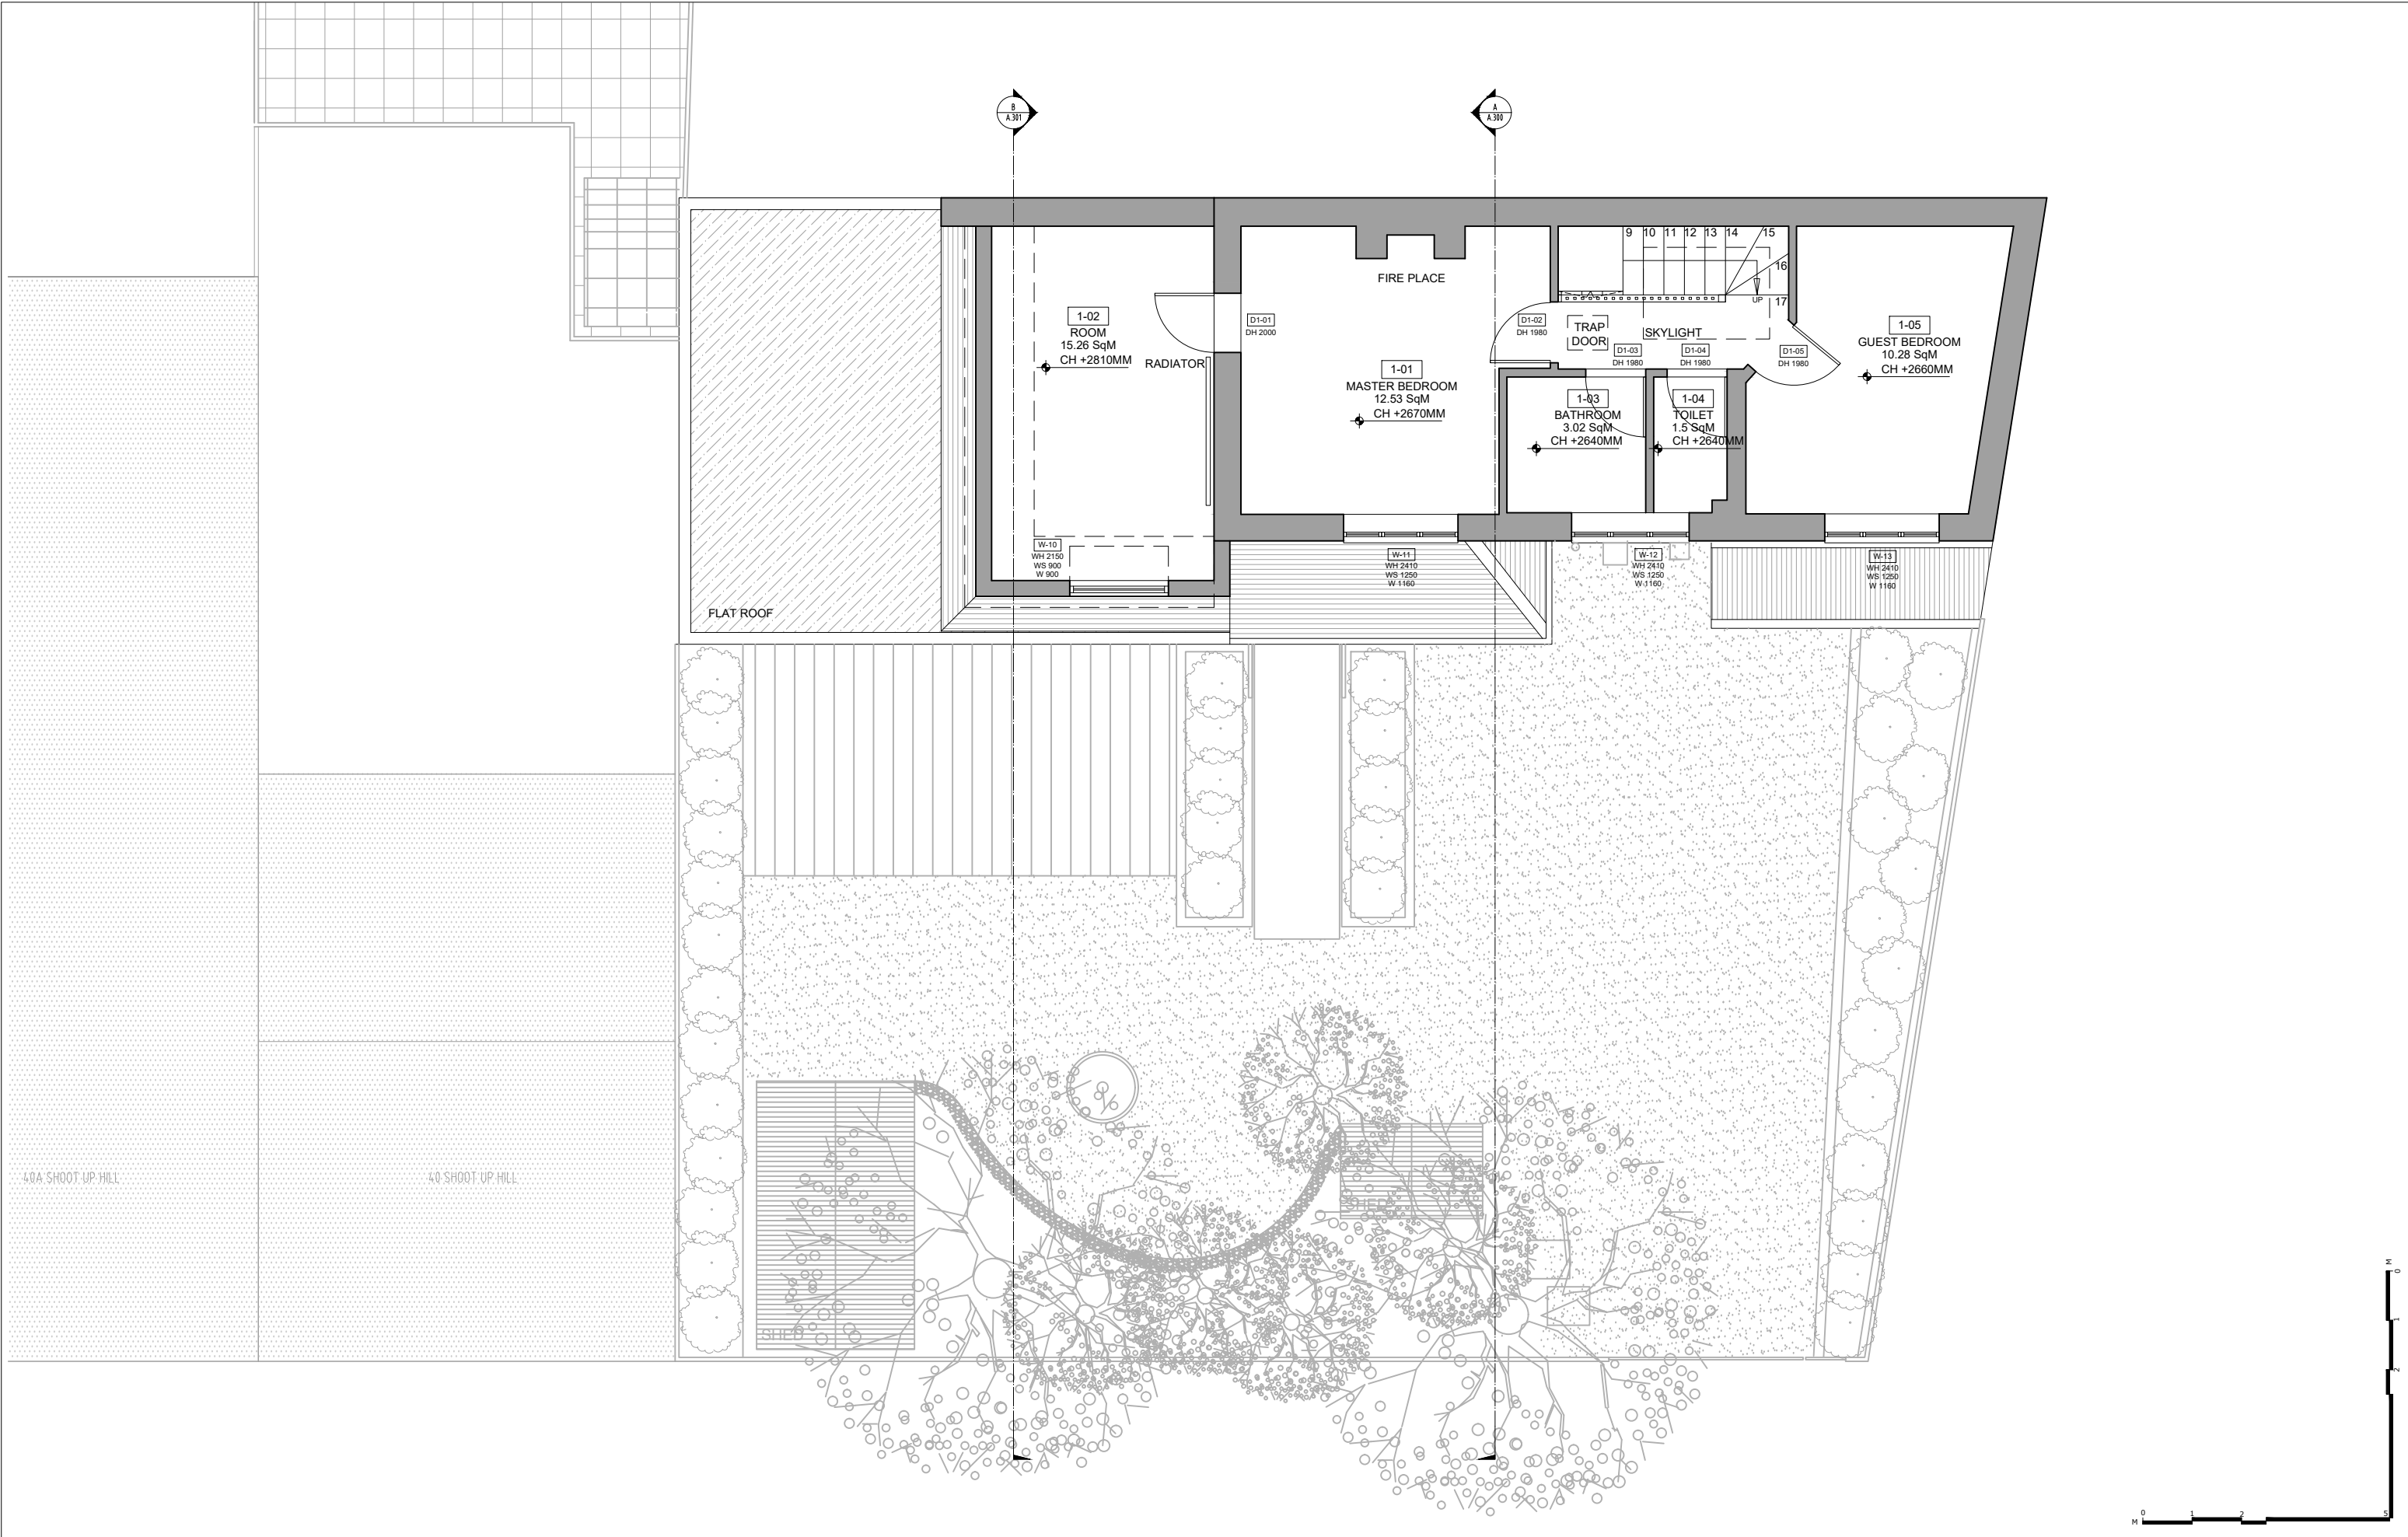 B
A.301
A
A.300
9 10 11 12 13 14 15
16
17
UP
FIRE PLACE
1-02
ROOM
15.26 SqM
CH +2810MM
RADIATOR
D1-01
DH 2000
1-01
MASTER BEDROOM
12.53 SqM
CH +2670MM
D1-02
DH 1980
TRAP
DOOR
SKYLIGHT
D1-03
DH 1980
D1-04
DH 1980
D1-05
DH 1980
1-05
GUEST BEDROOM
10.28 SqM
CH +2660MM
1-03
BATHROOM
3.02 SqM
CH +2640MM
1-04
TOILET
1.5 SqM
CH +2640MM
W-10
WH 2150
WS 900
W 900
W-11
WH 2410
WS 1250
W 1160
W-12
WH 2410
WS 1250
W 1160
W-13
WH 2410
WS 1250
W 1160
FLAT ROOF
40A SHOOT UP HILL
40 SHOOT UP HILL
SHED
SHED
M 0 1 2
M 0 1 2 5